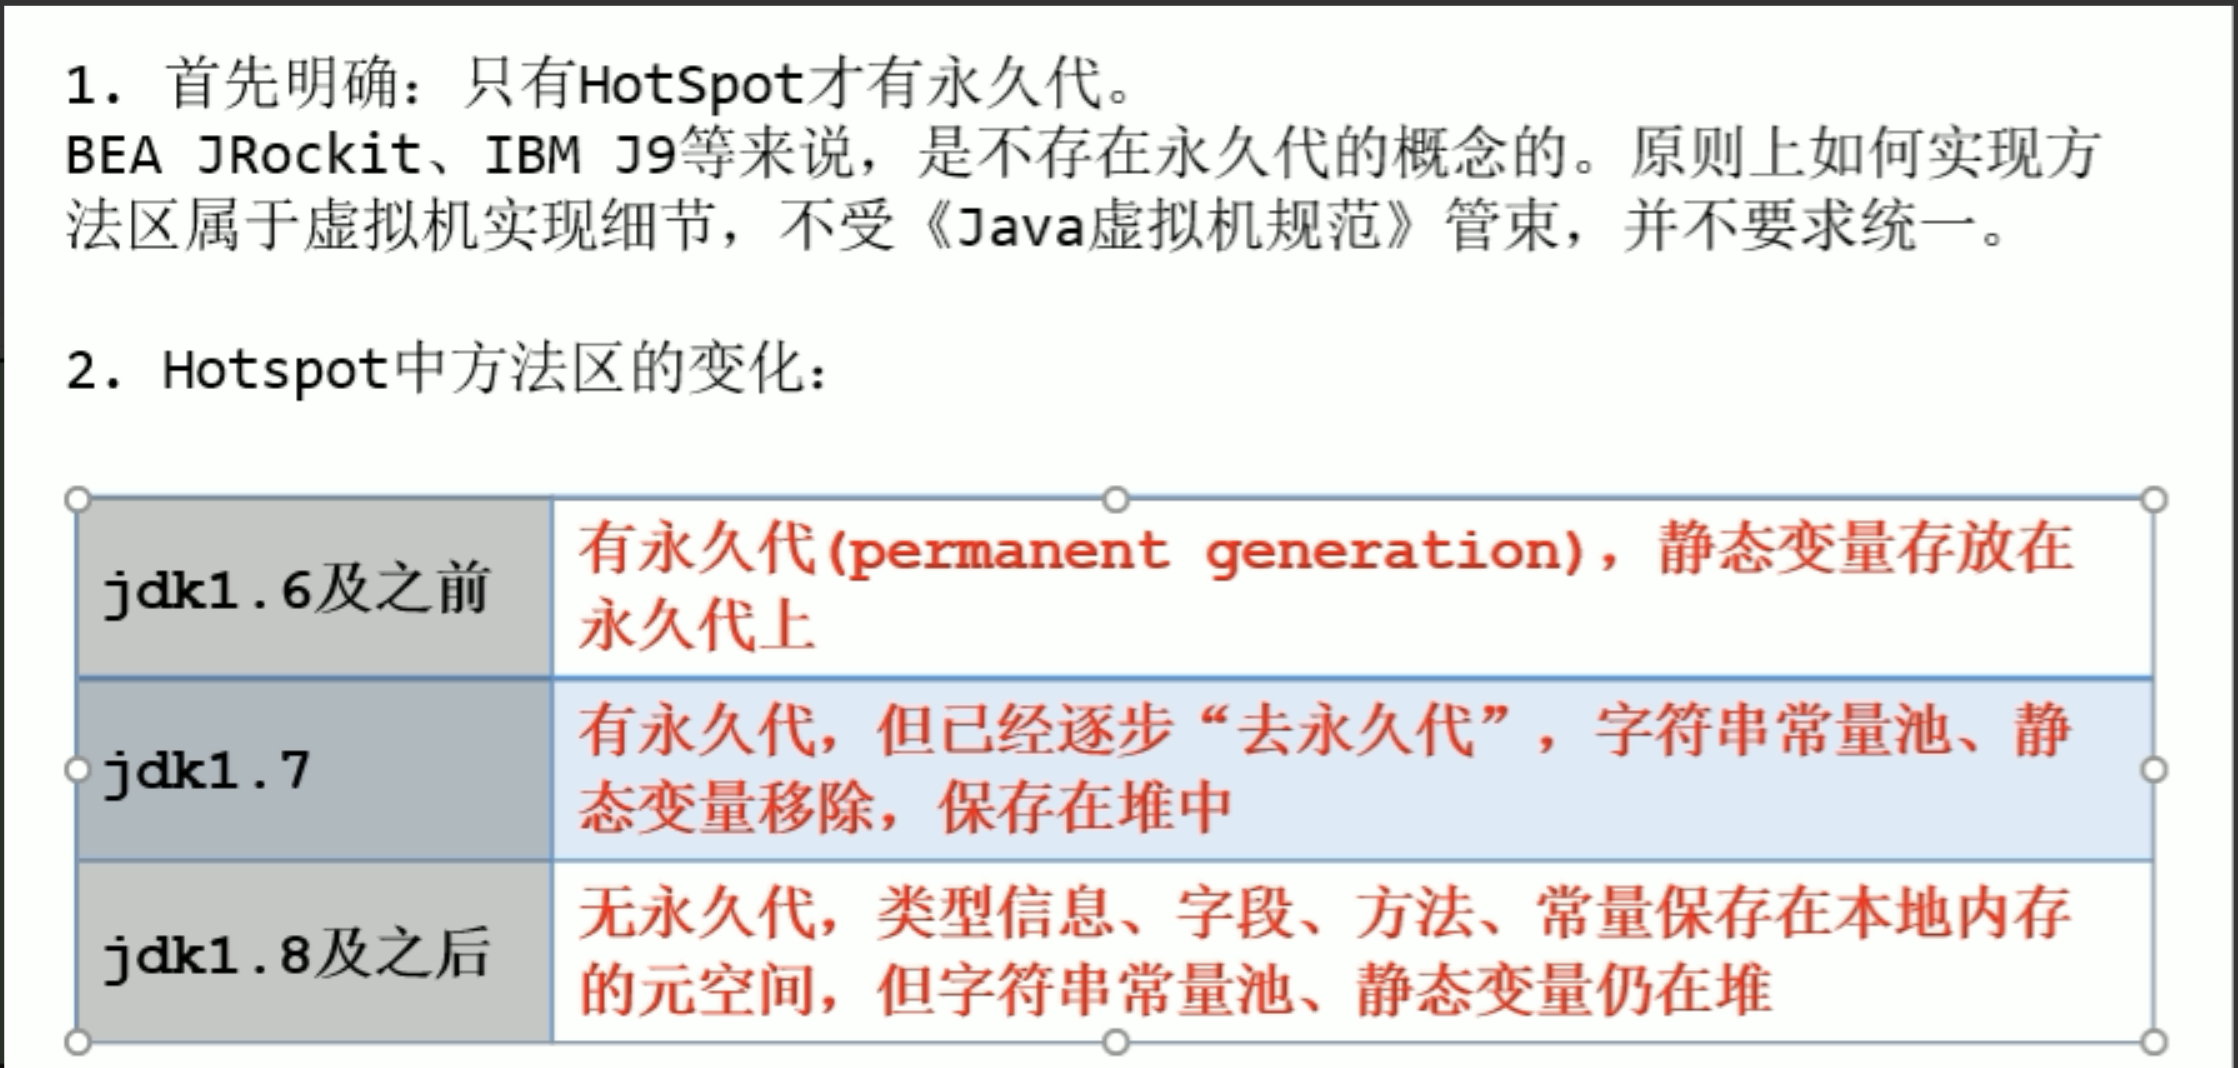 1. 首先明确：只有HotSpot才有永久代。
BEA JRockit、IBM J9等来说，是不存在永久代的概念的。原则上如何实现方
法区属于虚拟机实现细节，不受《Java虚拟机规范》管束，并不要求统一。
2. Hotspot中方法区的变化：
jdk1.6及之前
有永久代(permanent generation)，静态变量存放在
永久代上
jdk1.7
有永久代，但已经逐步“去永久代”，字符串常量池、静
态变量移除，保存在堆中
jdk1.8及之后
无永久代，类型信息、字段、方法、常量保存在本地内存
的元空间，但字符串常量池、静态变量仍在堆